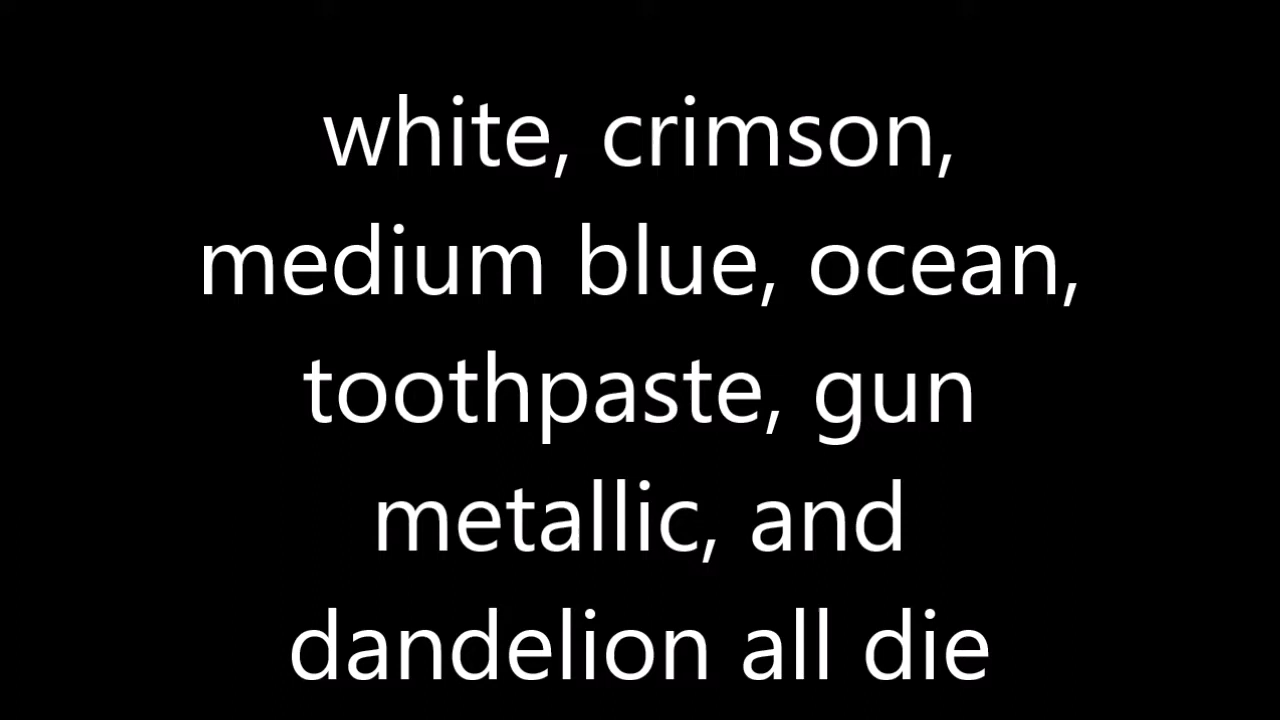 white, crimson,
medium blue, ocean,
toothpaste, gun
metallic, and
dandelion all die